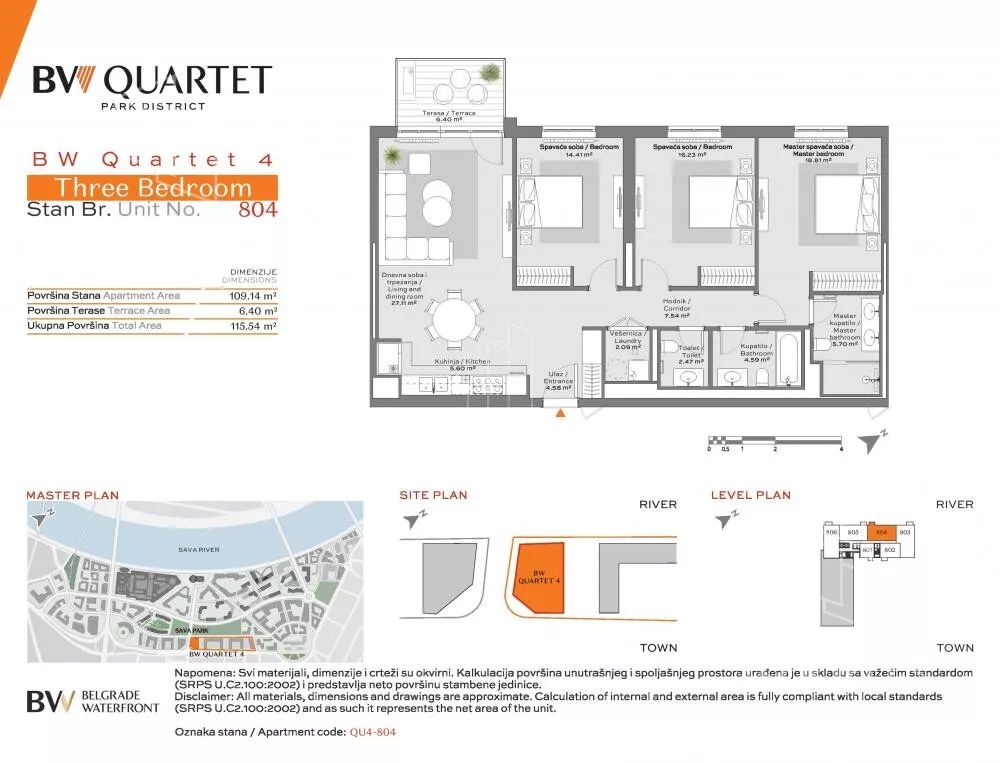 BW QUARTET
PARK DISTRICT
BW Quartet 4
Three Bedroom
Stan Br. Unit No. 804
DIMENZIJE
DIMENSIONS
Površina Stana Apartment Area 109.14 m²
Površina Terase Terrace Area 6.40 m²
Ukupna Površina Total Area 115.54 m²
Terasa / Terrace
6.40 m²
Spavaća soba / Bedroom
14.41 m²
Spavaća soba / Bedroom
16.23 m²
Master spavaća soba /
Master bedroom
18.81 m²
Dnevna soba i
trpezarija /
Living and
dining room
27.11 m²
Hodnik /
Corridor
7.54 m²
Master
kupatilo /
Master
bathroom
5.70 m²
Vešernica /
Laundry
2.09 m²
Toalet /
Toilet
2.47 m²
Kupatilo /
Bathroom
4.59 m²
Kuhinja / Kitchen
5.60 m²
Ulaz /
Entrance
4.58 m²
0 0,5 1 2 4
N
MASTER PLAN
N
SAVA RIVER
SAVA PARK
BW QUARTET 4
SITE PLAN
N
RIVER
BW
QUARTET 4
TOWN
LEVEL PLAN
N
RIVER
806 805 804 803
801 802
TOWN
BW BELGRADE
WATERFRONT
Napomena: Svi materijali, dimenzije i crteži su okvirni. Kalkulacija površina unutrašnjeg i spoljašnjeg prostora urađena je u skladu sa važećim standardom
(SRPS U.C2.100:2002) i predstavlja neto površinu stambene jedinice.
Disclaimer: All materials, dimensions and drawings are approximate. Calculation of internal and external area is fully compliant with local standards
(SRPS U.C2.100:2002) and as such it represents the net area of the unit.
Oznaka stana / Apartment code: QU4-804